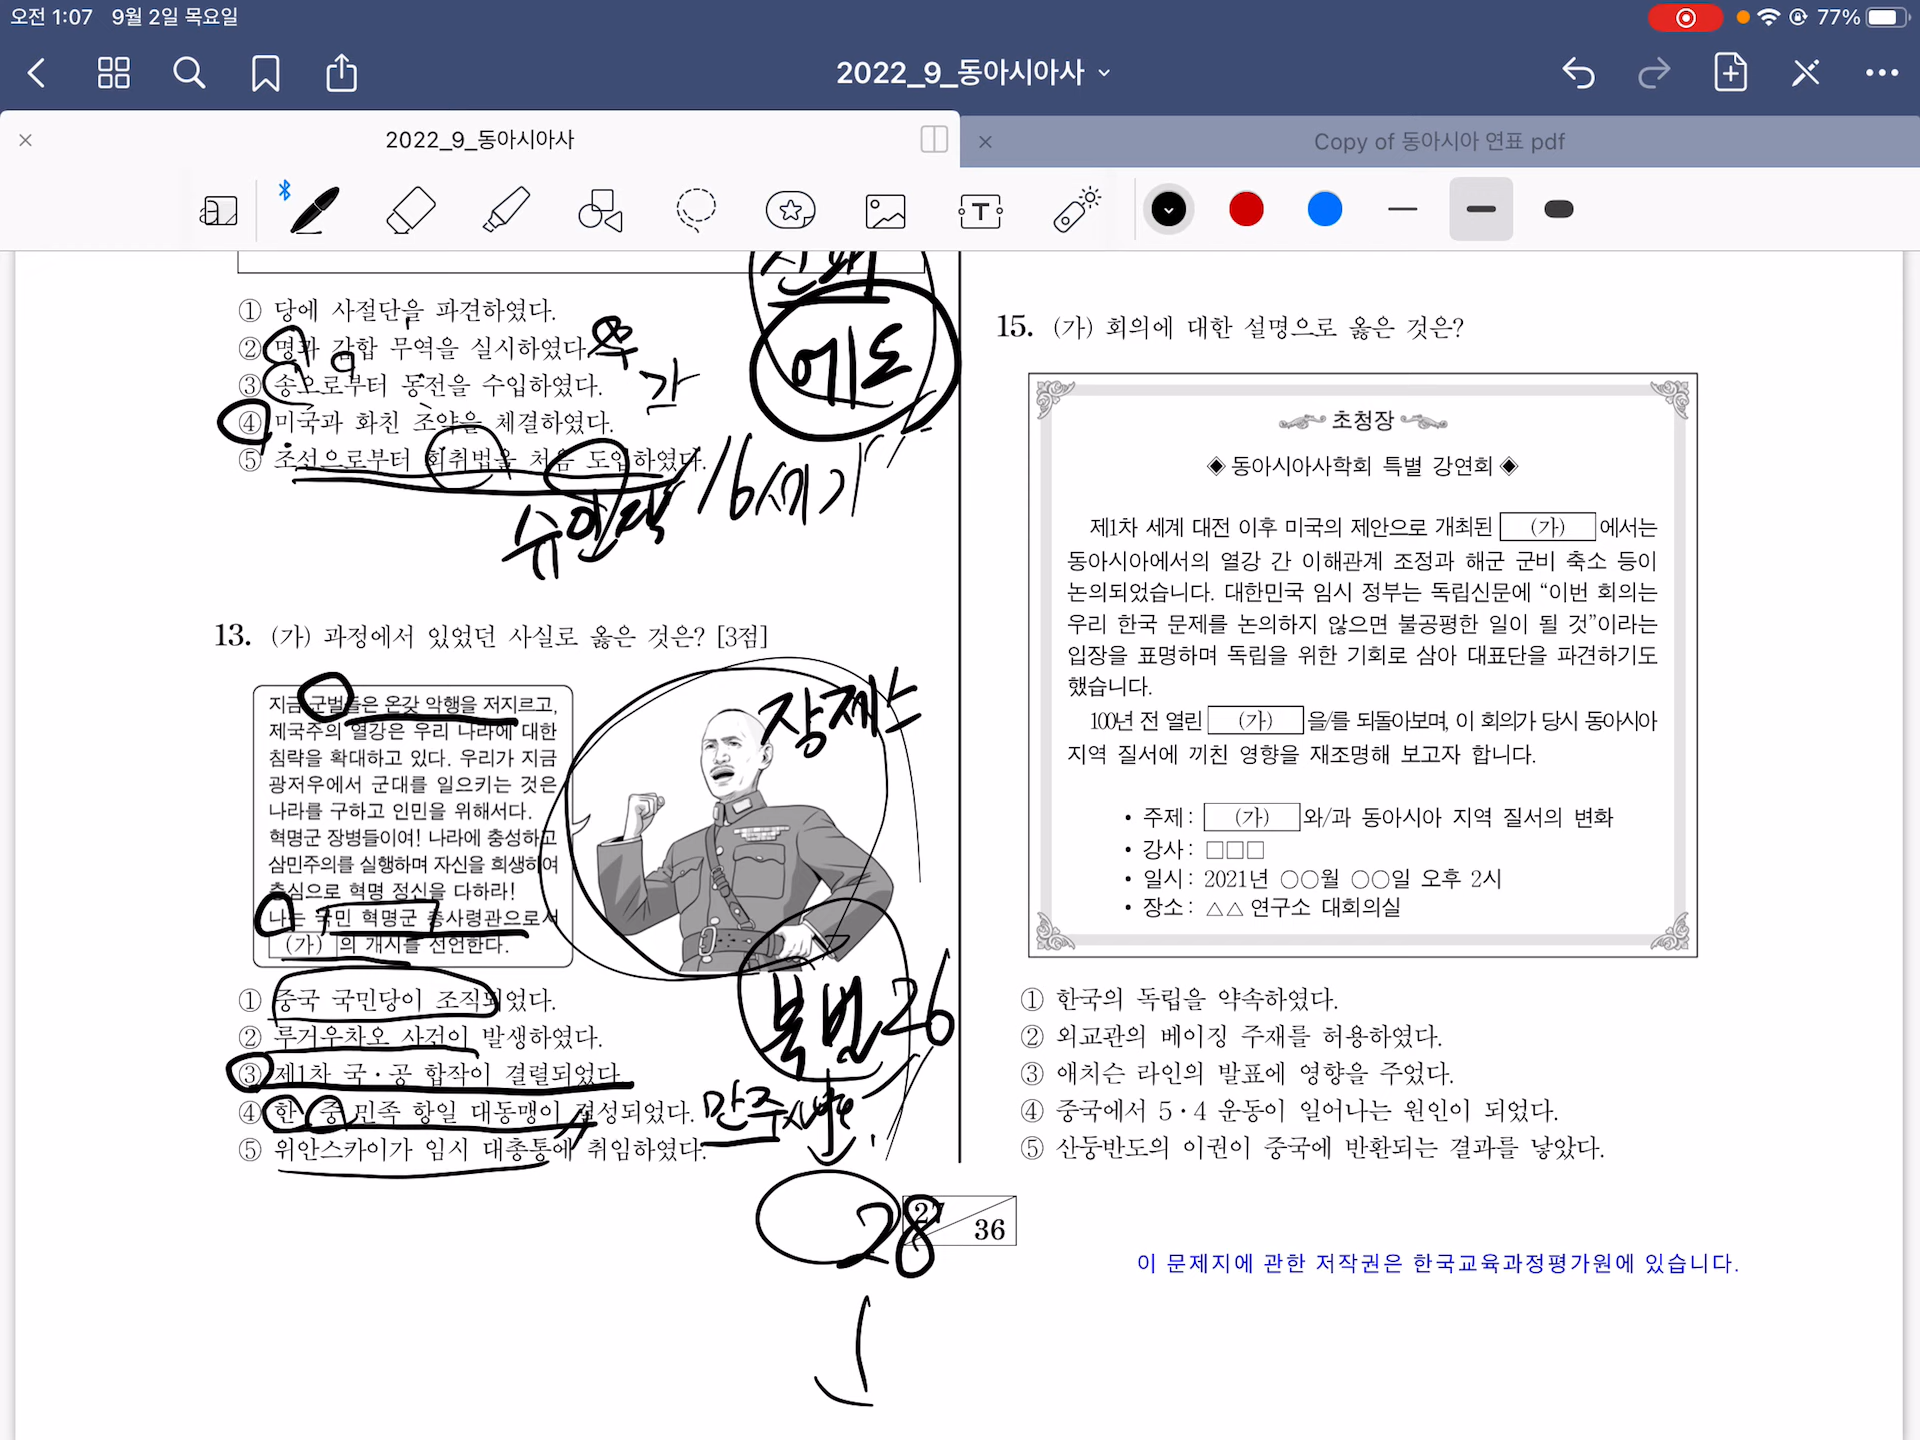 오전 1:07 9월 2일 목요일
77%
2022_9_동아시아사
2022_9_동아시아사
Copy of 동아시아 연표 pdf
에도
① 당에 사절단을 파견하였다.
② 명과 감합 무역을 실시하였다.
③ 송으로부터 동전을 수입하였다.
④ 미국과 화친 조약을 체결하였다.
⑤ 조선으로부터 회취법을 처음 도입하였다.
16세기
13. (가) 과정에서 있었던 사실로 옳은 것은? [3점]
지금 군벌들은 온갖 악행을 저지르고,
제국주의 열강은 우리 나라에 대한
침략을 확대하고 있다. 우리가 지금
광저우에서 군대를 일으키는 것은
나라를 구하고 인민을 위해서다.
혁명군 장병들이여! 나라에 충성하고
삼민주의를 실행하며 자신을 희생하여
충심으로 혁명 정신을 다하라!
나는 국민 혁명군 총사령관으로서
(가) 의 개시를 선언한다.
장제스
북벌 26
① 중국 국민당이 조직되었다.
② 루거우차오 사건이 발생하였다.
③ 제1차 국·공 합작이 결렬되었다.
④ 한·중 민족 항일 대동맹이 결성되었다.
⑤ 위안스카이가 임시 대총통에 취임하였다.
만주사변
28
27
36
15. (가) 회의에 대한 설명으로 옳은 것은?
초청장
◈ 동아시아사학회 특별 강연회 ◈
제1차 세계 대전 이후 미국의 제안으로 개최된 (가) 에서는
동아시아에서의 열강 간 이해관계 조정과 해군 군비 축소 등이
논의되었습니다. 대한민국 임시 정부는 독립신문에 “이번 회의는
우리 한국 문제를 논의하지 않으면 불공평한 일이 될 것”이라는
입장을 표명하며 독립을 위한 기회로 삼아 대표단을 파견하기도
했습니다.
100년 전 열린 (가) 을/를 되돌아보며, 이 회의가 당시 동아시아
지역 질서에 끼친 영향을 재조명해 보고자 합니다.
• 주제: (가) 와/과 동아시아 지역 질서의 변화
• 강사: □□□
• 일시: 2021년 ○○월 ○○일 오후 2시
• 장소: △△ 연구소 대회의실
① 한국의 독립을 약속하였다.
② 외교관의 베이징 주재를 허용하였다.
③ 애치슨 라인의 발표에 영향을 주었다.
④ 중국에서 5·4 운동이 일어나는 원인이 되었다.
⑤ 산둥반도의 이권이 중국에 반환되는 결과를 낳았다.
이 문제지에 관한 저작권은 한국교육과정평가원에 있습니다.